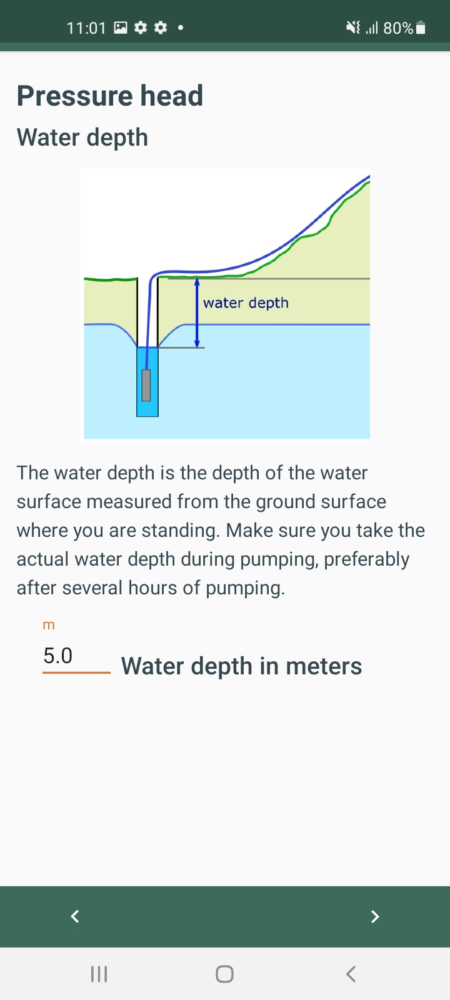 11:01
80%
Pressure head
Water depth
water depth
The water depth is the depth of the water
surface measured from the ground surface
where you are standing. Make sure you take the
actual water depth during pumping, preferably
after several hours of pumping.
m
5.0
Water depth in meters